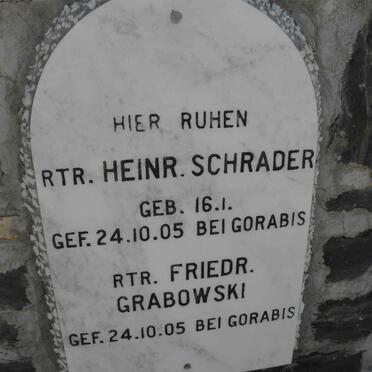 HIER RUHEN
RTR. HEINR. SCHRADER
GEB. 16.1.
GEF. 24.10.05 BEI GORABIS
RTR. FRIEDR.
GRABOWSKI
GEF. 24.10.05 BEI GORABIS